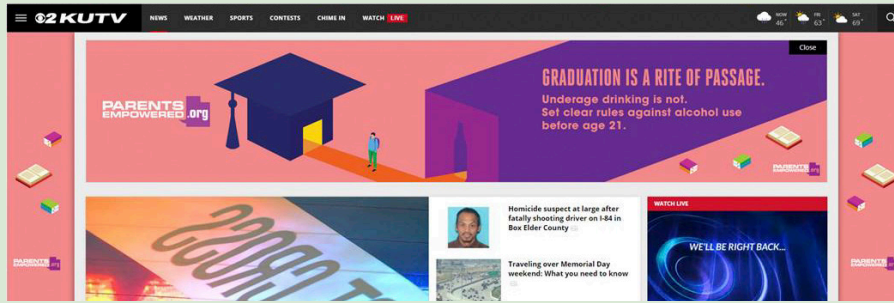 2 KUTV
NEWS WEATHER SPORTS CONTESTS CHIME IN WATCH LIVE
NOW 46° FRI 63° SAT 69°
Close
GRADUATION IS A RITE OF PASSAGE.
Underage drinking is not.
Set clear rules against alcohol use
before age 21.
PARENTS
EMPOWERED.org
PARENTS
EMPOWERED.org
PARENTS
EMPOWERED.org
PARENTS
EMPOWERED.org
CROSS
Homicide suspect at large after
fatally shooting driver on I-84 in
Box Elder County
Traveling over Memorial Day
weekend: What you need to know
WATCH LIVE
WE'LL BE RIGHT BACK...